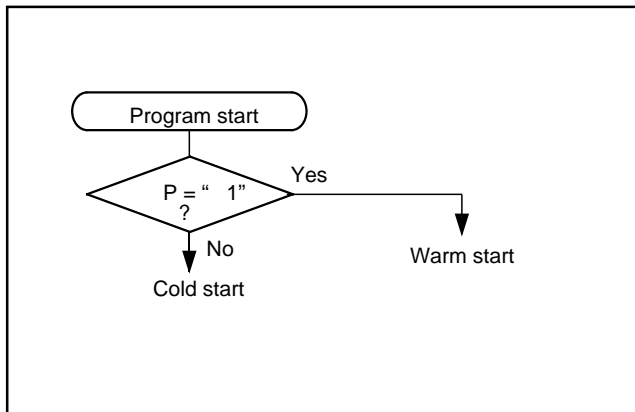 Program start
P = “ 1”
?
Yes
No
Warm start
Cold start